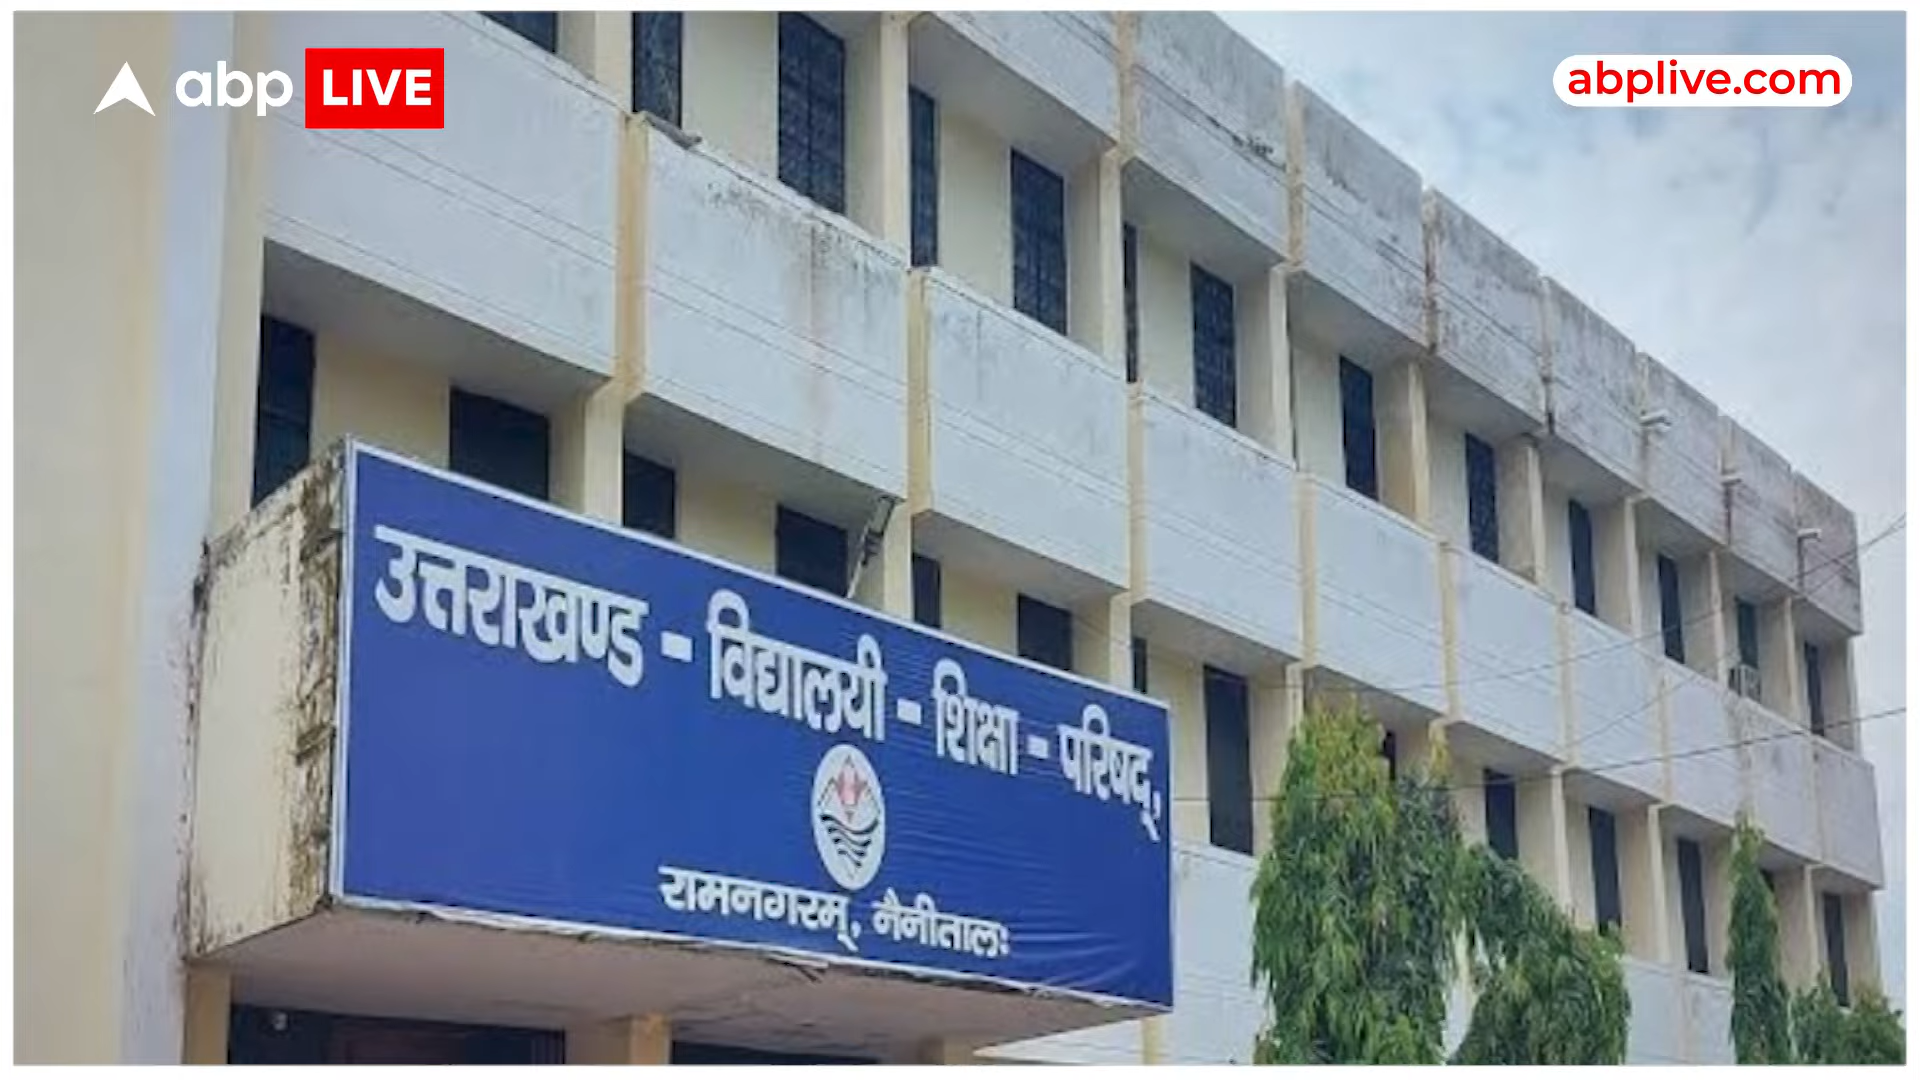 abp LIVE
abplive.com
उत्तराखण्ड - विद्यालयी - शिक्षा - परिषद्,
रामनगरम्, नैनीतालः